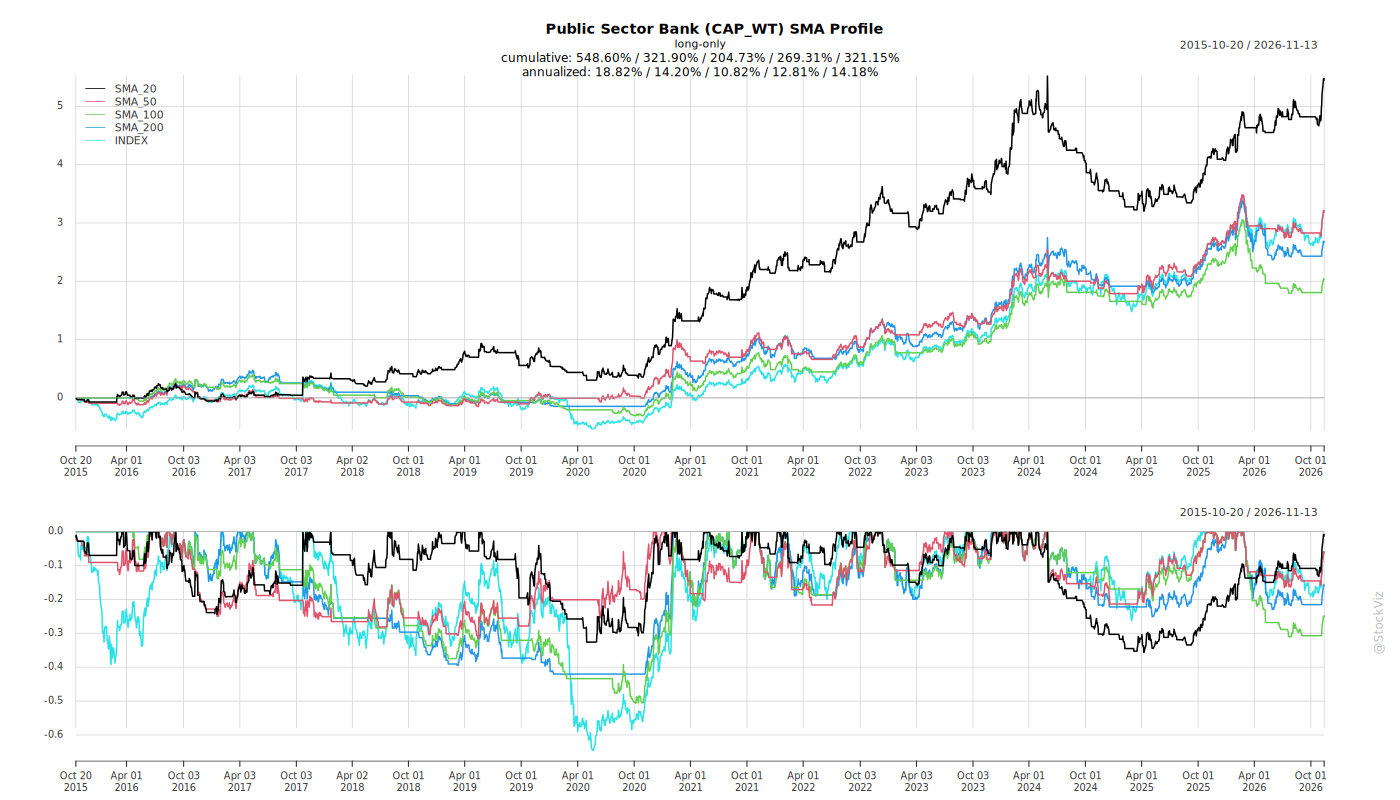 Public Sector Bank (CAP_WT) SMA Profile
long-only
2015-10-20 / 2026-11-13
cumulative: 548.60% / 321.90% / 204.73% / 269.31% / 321.15%
annualized: 18.82% / 14.20% / 10.82% / 12.81% / 14.18%
SMA_20
SMA_50
SMA_100
SMA_200
INDEX
5
4
3
2
1
0
Oct 20 Apr 01 Oct 03 Apr 03 Oct 03 Apr 02 Oct 01 Apr 01 Oct 01 Apr 01 Oct 01 Apr 01 Oct 01 Apr 01 Oct 03 Apr 03 Oct 03 Apr 01 Oct 01 Apr 01 Oct 01 Apr 01 Oct 01
2015 2016 2016 2017 2017 2018 2018 2019 2019 2020 2020 2021 2021 2022 2022 2023 2023 2024 2024 2025 2025 2026 2026
2015-10-20 / 2026-11-13
0.0
-0.1
-0.2
-0.3
-0.4
-0.5
-0.6
Oct 20 Apr 01 Oct 03 Apr 03 Oct 03 Apr 02 Oct 01 Apr 01 Oct 01 Apr 01 Oct 01 Apr 01 Oct 01 Apr 01 Oct 03 Apr 03 Oct 03 Apr 01 Oct 01 Apr 01 Oct 01 Apr 01 Oct 01
2015 2016 2016 2017 2017 2018 2018 2019 2019 2020 2020 2021 2021 2022 2022 2023 2023 2024 2024 2025 2025 2026 2026
@StockViz